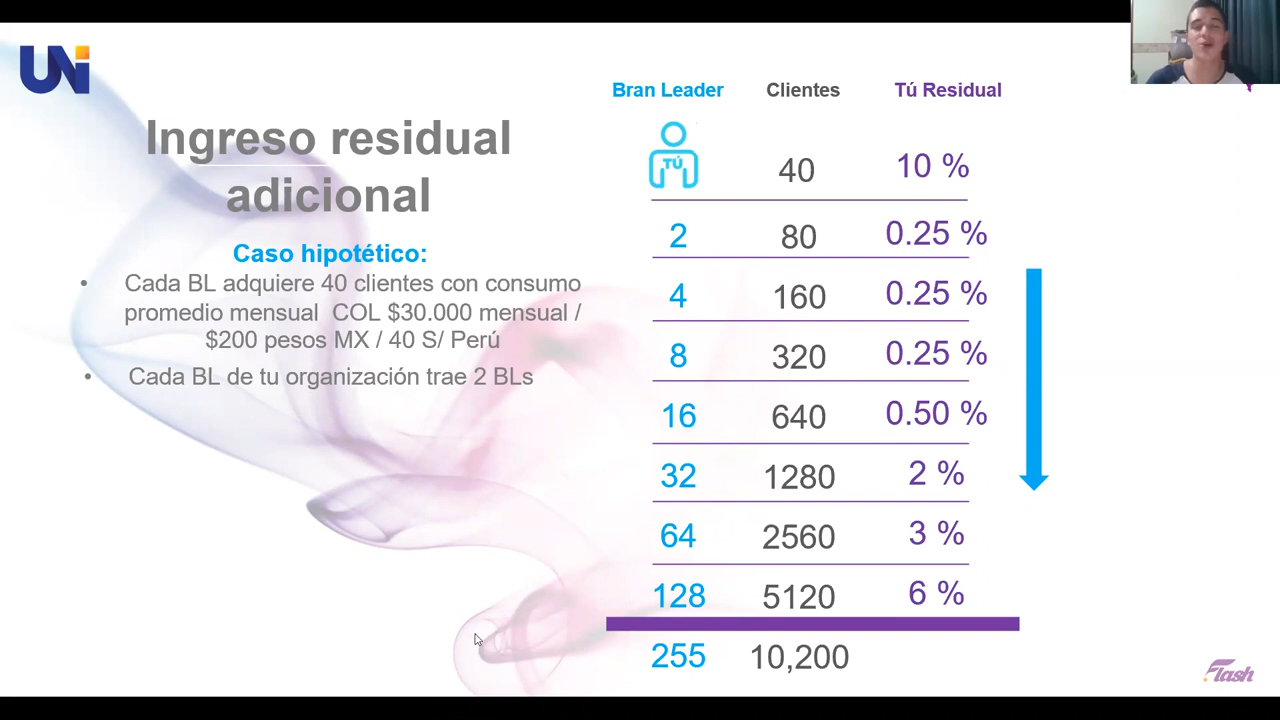 UNi
Ingreso residual
adicional
Caso hipotético:
• Cada BL adquiere 40 clientes con consumo
promedio mensual COL $30.000 mensual /
$200 pesos MX / 40 S/ Perú
• Cada BL de tu organización trae 2 BLs
Bran Leader Clientes Tú Residual
TÚ 40 10 %
2 80 0.25 %
4 160 0.25 %
8 320 0.25 %
16 640 0.50 %
32 1280 2 %
64 2560 3 %
128 5120 6 %
255 10,200
Flash